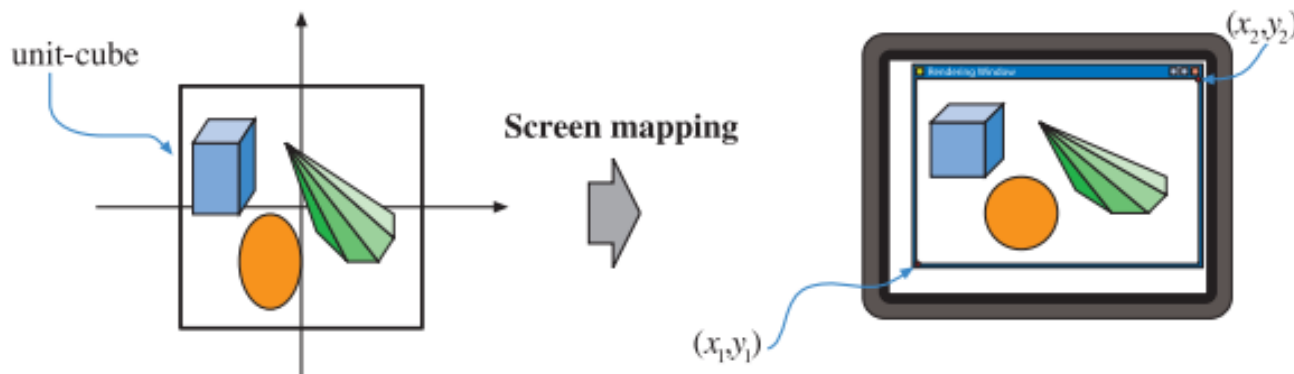 unit-cube
Screen mapping
Rendering Window
(x₂,y₂)
(x₁,y₁)